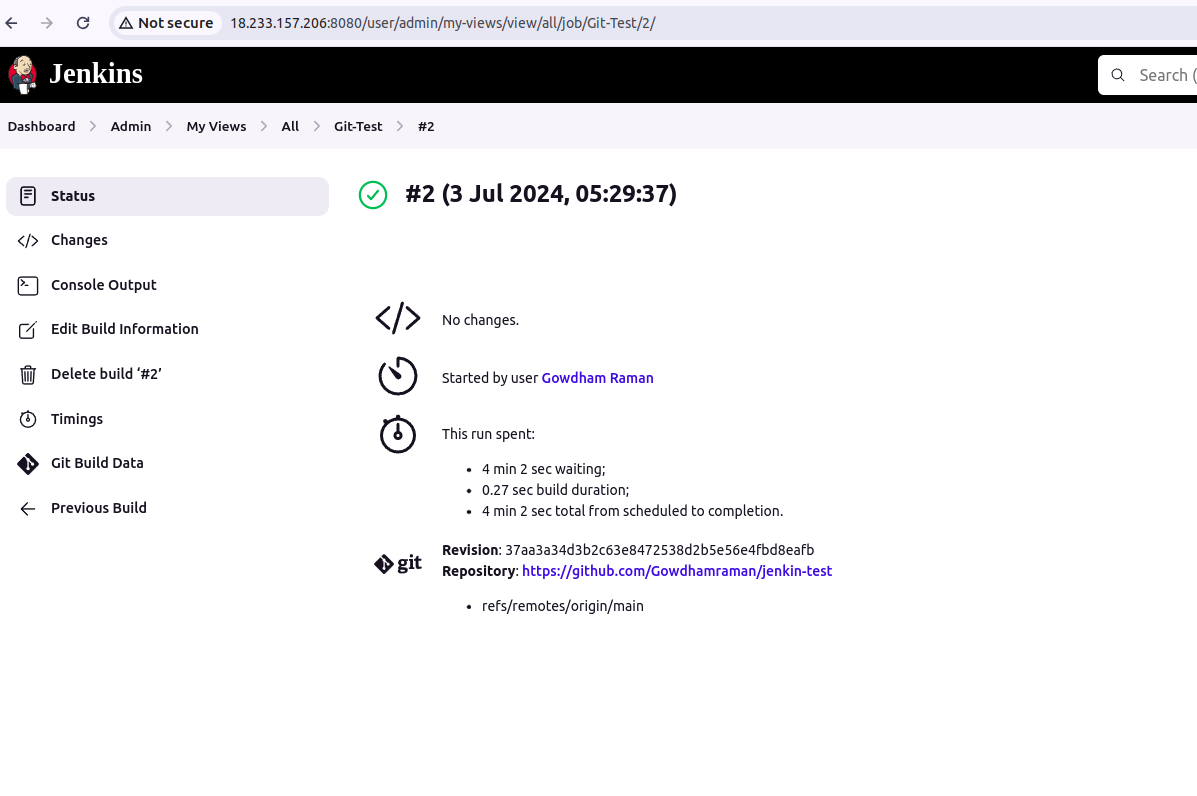 Not secure 18.233.157.206:8080/user/admin/my-views/view/all/job/Git-Test/2/
Jenkins
Search (
Dashboard Admin My Views All Git-Test #2
Status
Changes
Console Output
Edit Build Information
Delete build ‘#2’
Timings
Git Build Data
Previous Build
#2 (3 Jul 2024, 05:29:37)
No changes.
Started by user Gowdham Raman
This run spent:
4 min 2 sec waiting;
0.27 sec build duration;
4 min 2 sec total from scheduled to completion.
git
Revision: 37aa3a34d3b2c63e8472538d2b5e56e4fbd8eafb
Repository: https://github.com/Gowdhamraman/jenkin-test
refs/remotes/origin/main